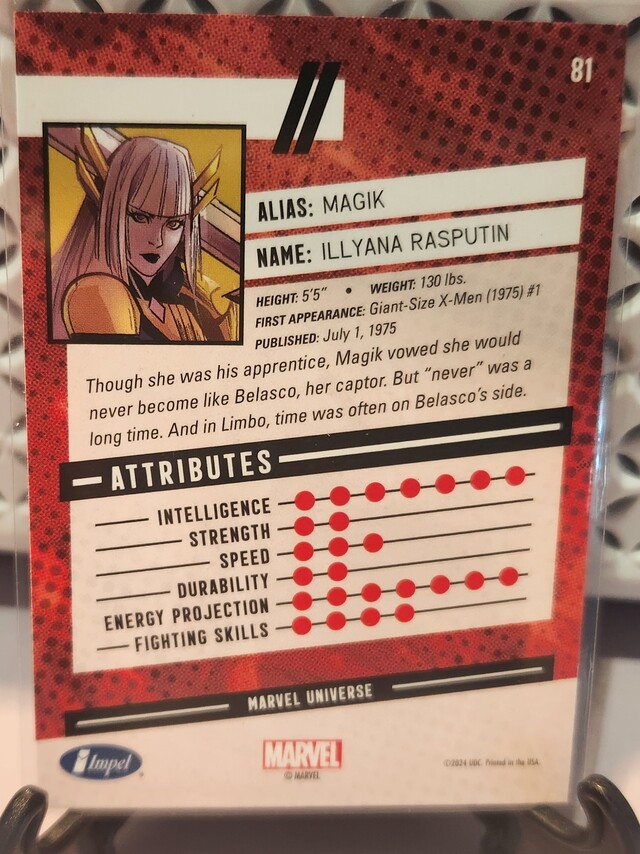 81
ALIAS: MAGIK
NAME: ILLYANA RASPUTIN
HEIGHT: 5'5" • WEIGHT: 130 lbs.
FIRST APPEARANCE: Giant-Size X-Men (1975) #1
PUBLISHED: July 1, 1975
Though she was his apprentice, Magik vowed she would
never become like Belasco, her captor. But “never” was a
long time. And in Limbo, time was often on Belasco's side.
ATTRIBUTES
INTELLIGENCE
STRENGTH
SPEED
DURABILITY
ENERGY PROJECTION
FIGHTING SKILLS
MARVEL UNIVERSE
Impel
MARVEL
© MARVEL
©2024 UDC. Printed in the USA.